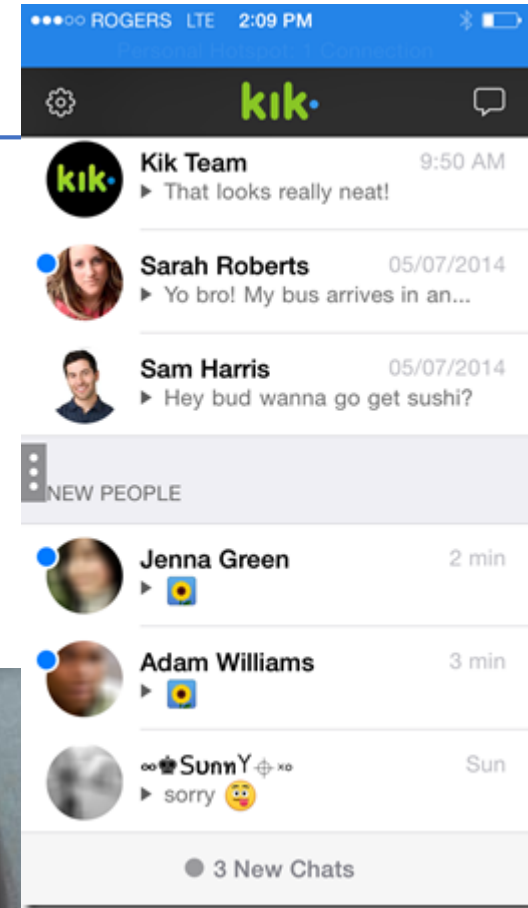 ROGERS LTE 2:09 PM
Personal Hotspot: 1 Connection
kik
kik
Kik Team 9:50 AM
That looks really neat!
Sarah Roberts 05/07/2014
Yo bro! My bus arrives in an...
Sam Harris 05/07/2014
Hey bud wanna go get sushi?
NEW PEOPLE
Jenna Green 2 min
🌻
Adam Williams 3 min
🌻
∞♚SunnY⌖×∘ Sun
sorry 😜
3 New Chats